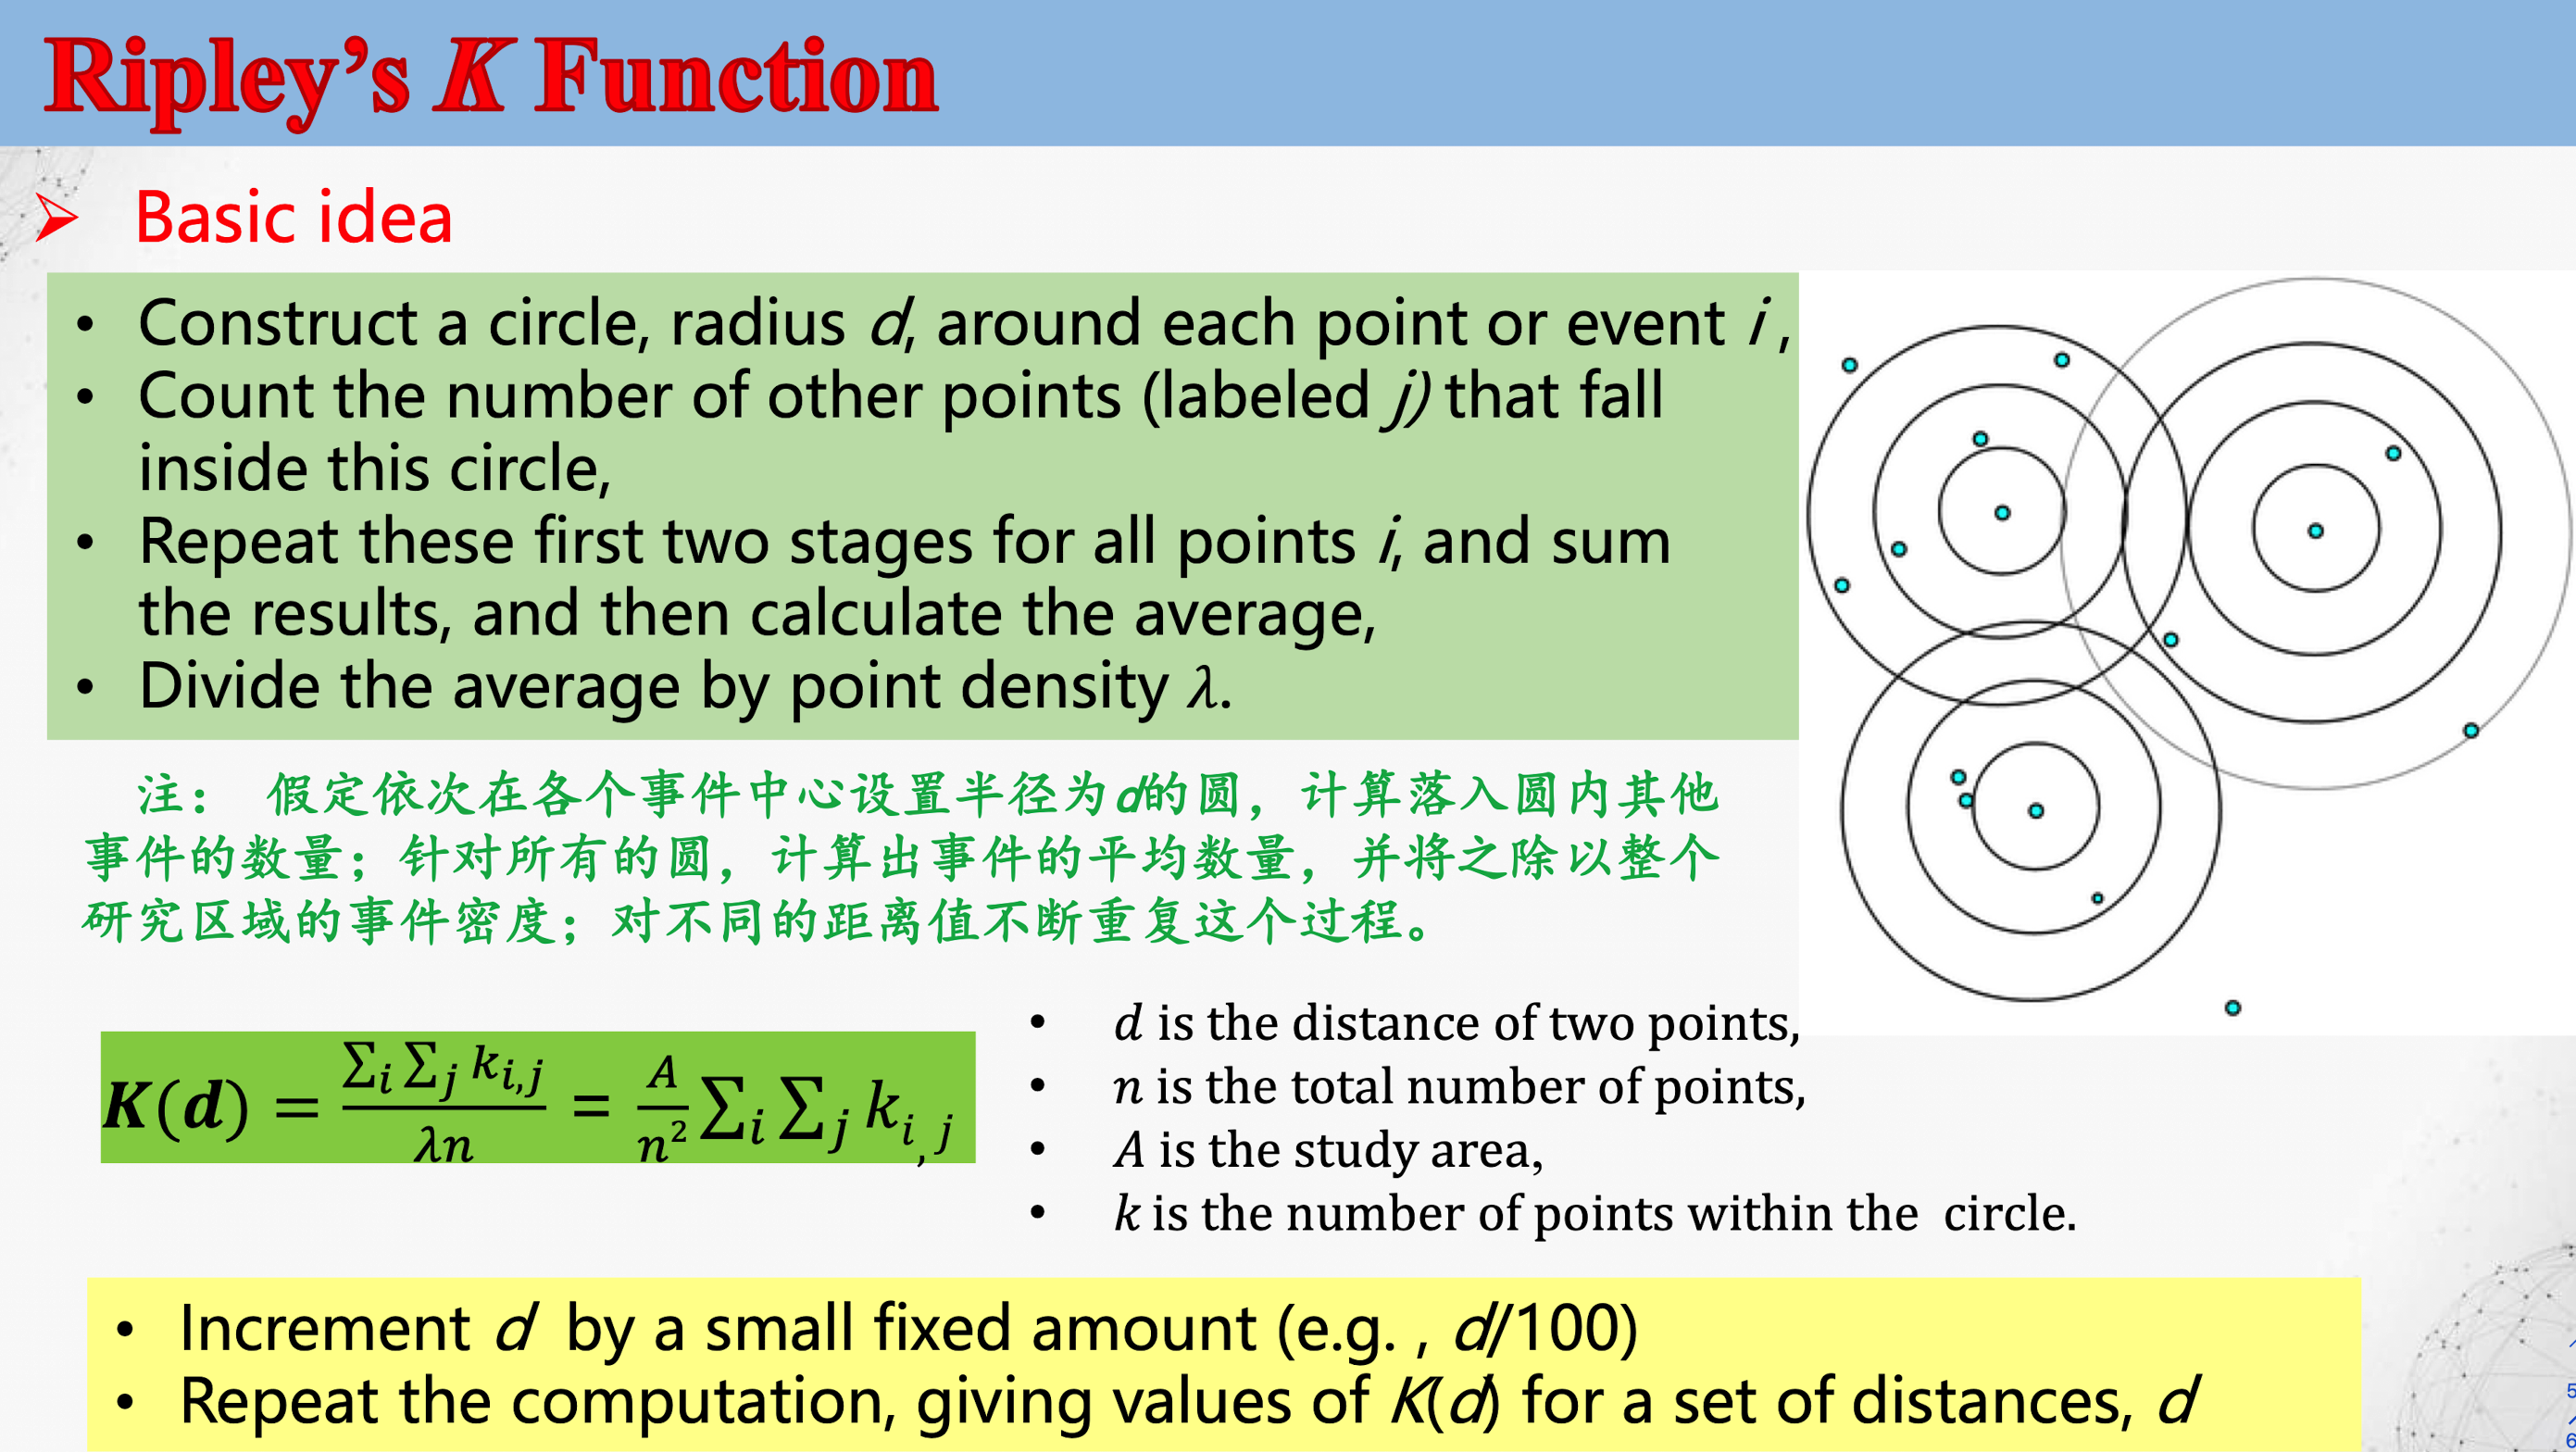 Ripley's K Function
➢ Basic idea
• Construct a circle, radius d, around each point or event i,
• Count the number of other points (labeled j) that fall
inside this circle,
• Repeat these first two stages for all points i, and sum
the results, and then calculate the average,
• Divide the average by point density λ.
注： 假定依次在各个事件中心设置半径为d的圆，计算落入圆内其他
事件的数量；针对所有的圆，计算出事件的平均数量，并将之除以整个
研究区域的事件密度；对不同的距离值不断重复这个过程。
K(d) = \frac{∑_i ∑_j k_{i,j}}{λn} = \frac{A}{n^2} ∑_i ∑_j k_{i,j}
• d is the distance of two points,
• n is the total number of points,
• A is the study area,
• k is the number of points within the circle.
• Increment d by a small fixed amount (e.g. , d/100)
• Repeat the computation, giving values of K(d) for a set of distances, d